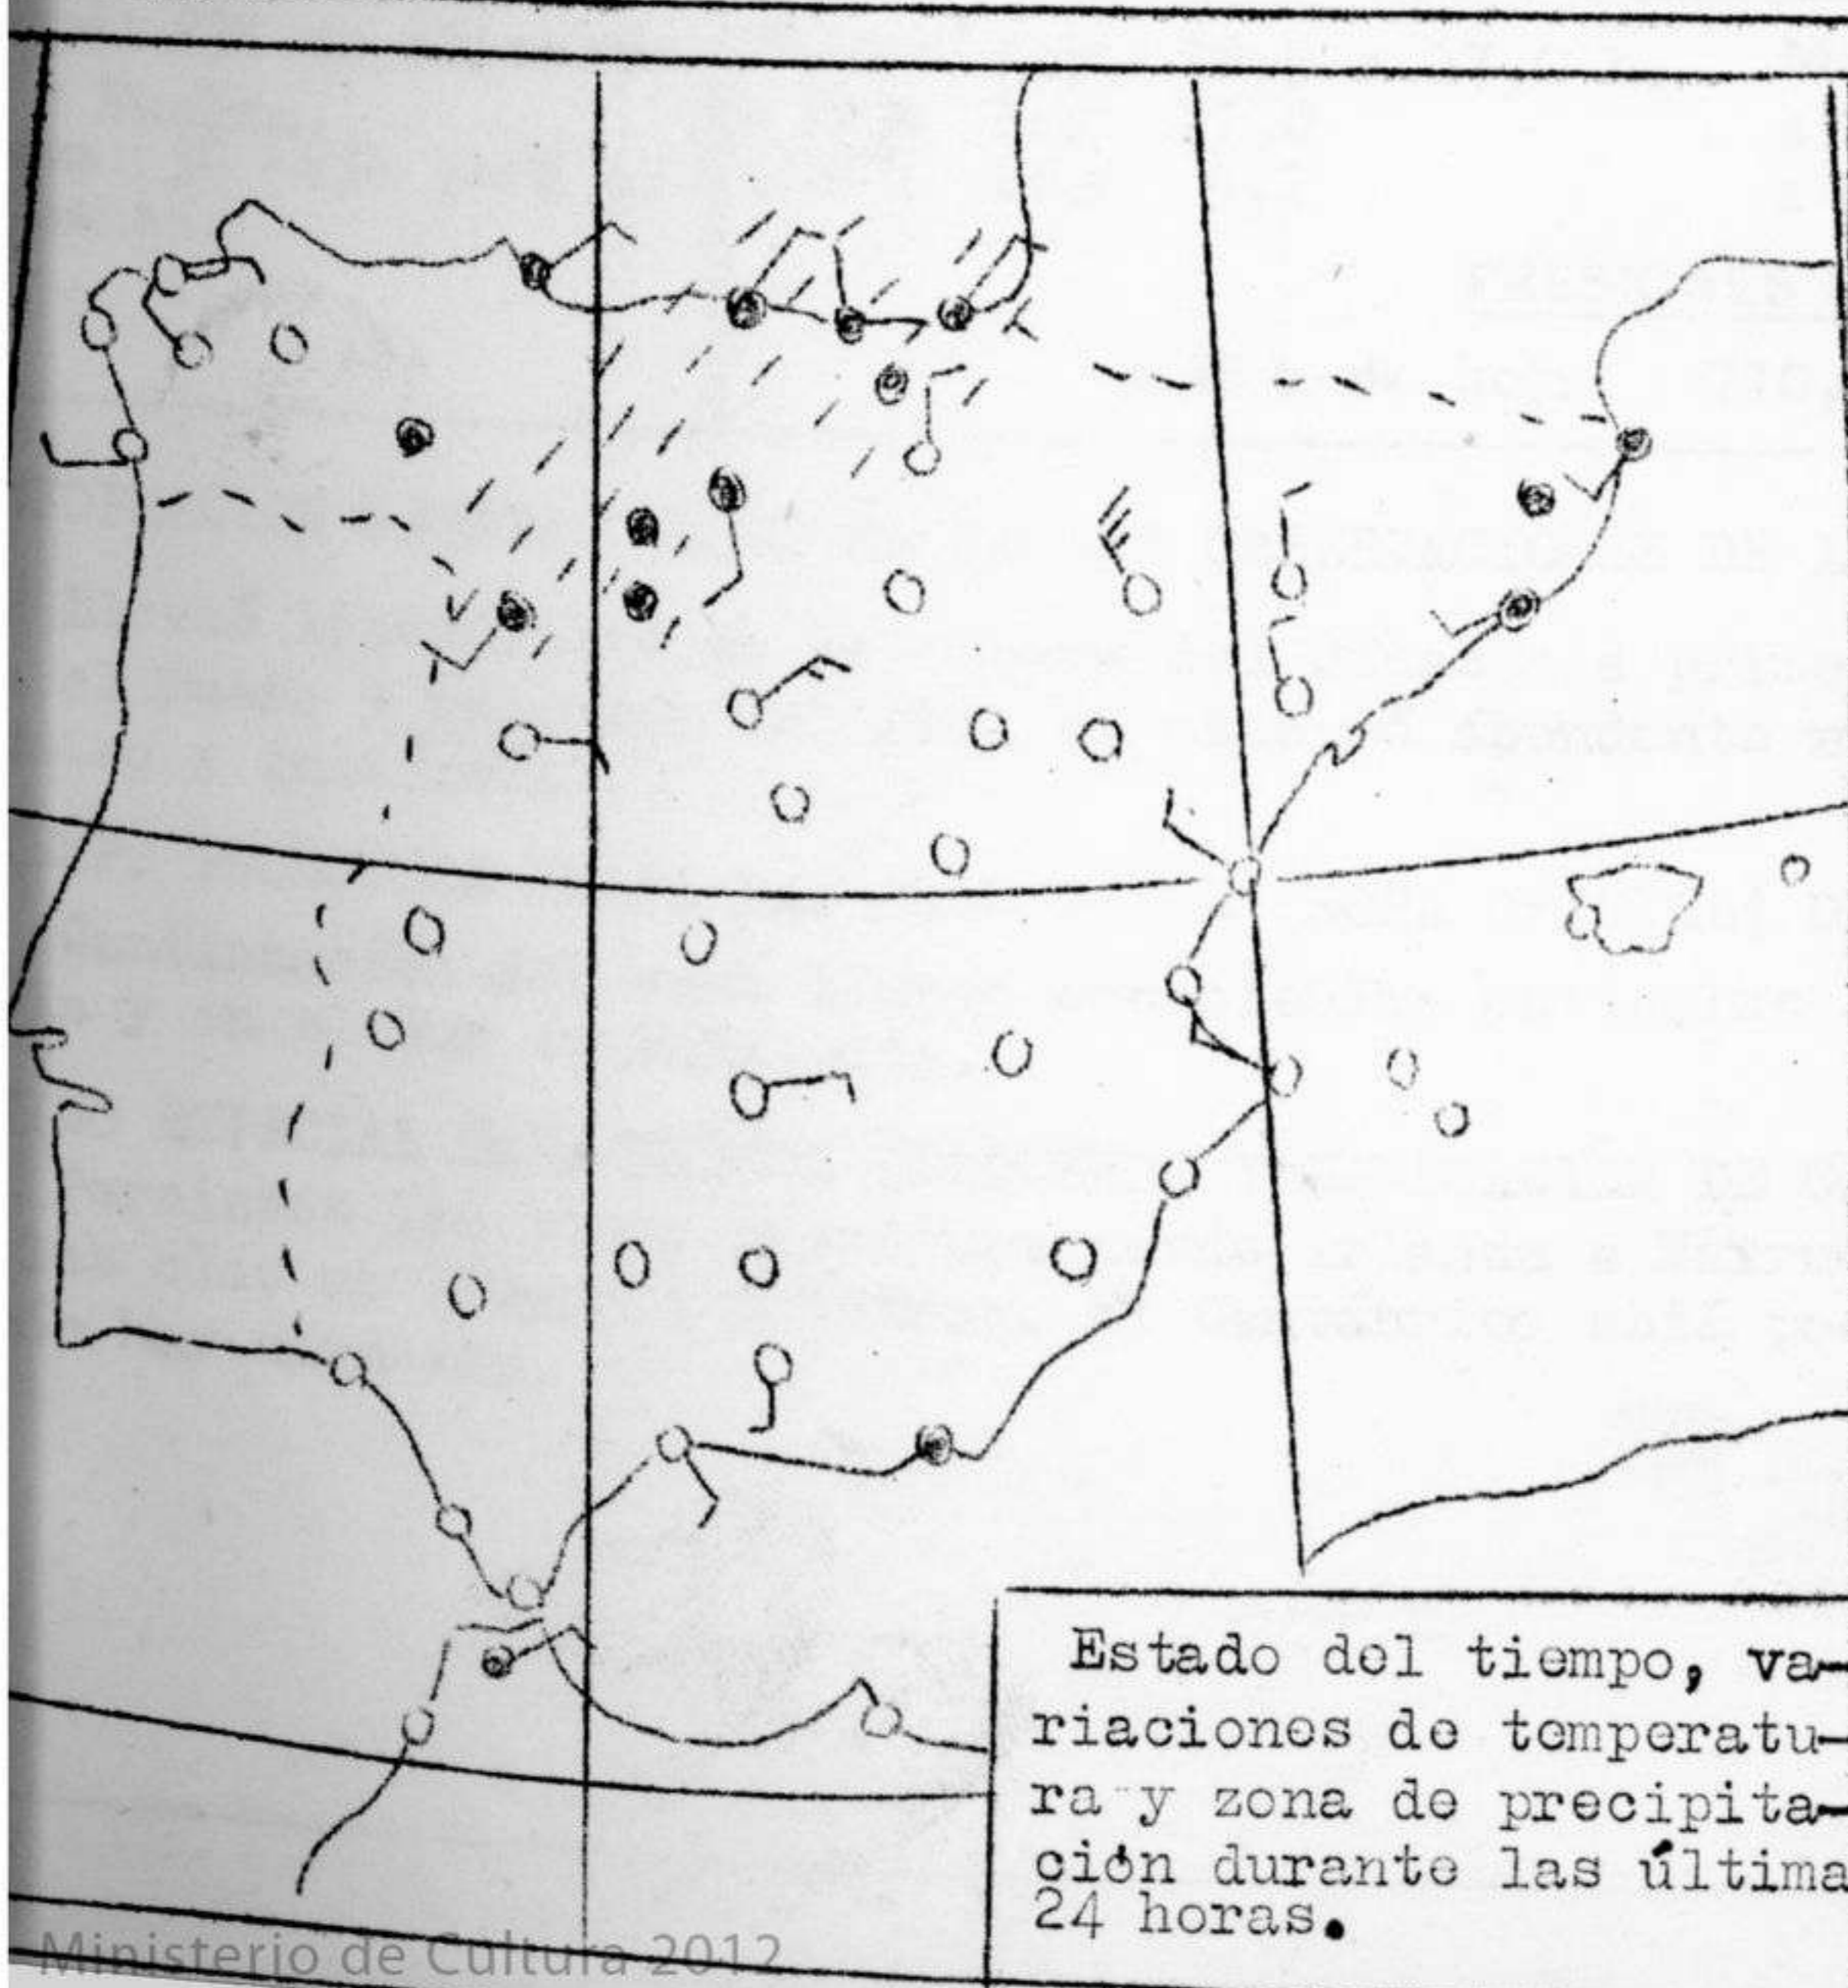 Estado del tiempo, va-
riaciones de temperatu-
ra y zona de precipita-
ción durante las última
24 horas.
Ministerio de Cultura 2012